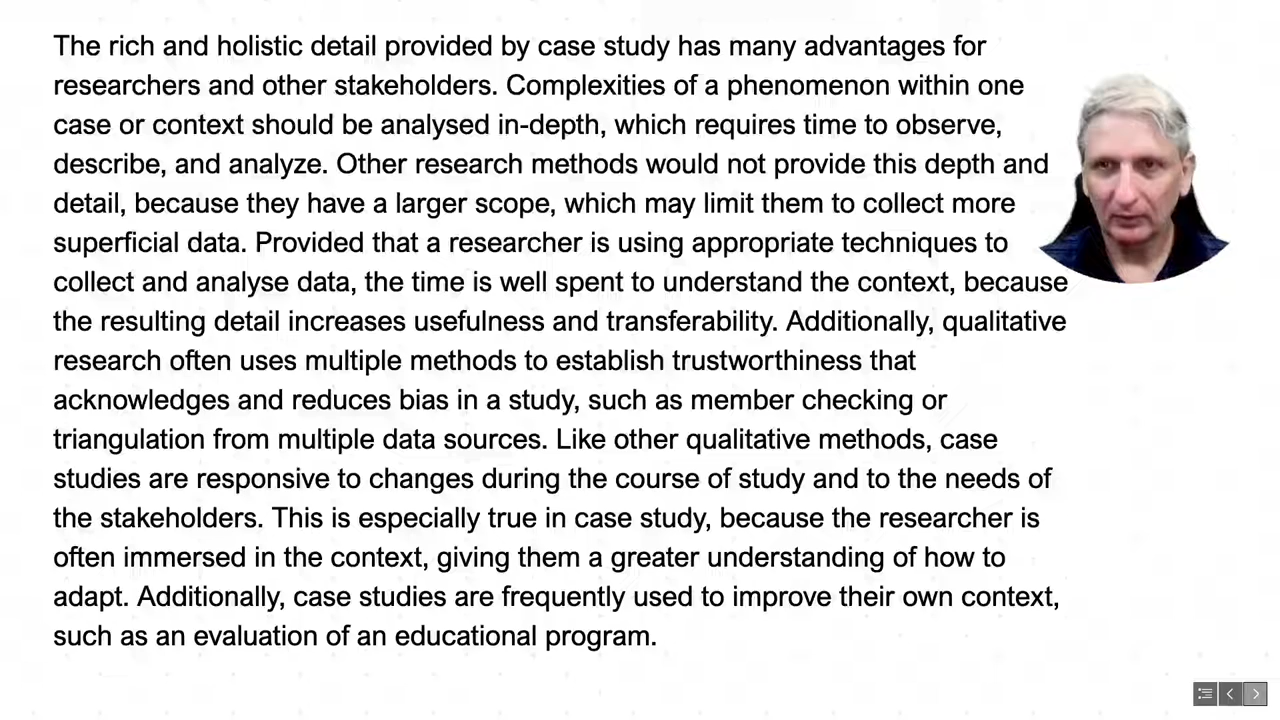 The rich and holistic detail provided by case study has many advantages for
researchers and other stakeholders. Complexities of a phenomenon within one
case or context should be analysed in-depth, which requires time to observe,
describe, and analyze. Other research methods would not provide this depth and
detail, because they have a larger scope, which may limit them to collect more
superficial data. Provided that a researcher is using appropriate techniques to
collect and analyse data, the time is well spent to understand the context, because
the resulting detail increases usefulness and transferability. Additionally, qualitative
research often uses multiple methods to establish trustworthiness that
acknowledges and reduces bias in a study, such as member checking or
triangulation from multiple data sources. Like other qualitative methods, case
studies are responsive to changes during the course of study and to the needs of
the stakeholders. This is especially true in case study, because the researcher is
often immersed in the context, giving them a greater understanding of how to
adapt. Additionally, case studies are frequently used to improve their own context,
such as an evaluation of an educational program.